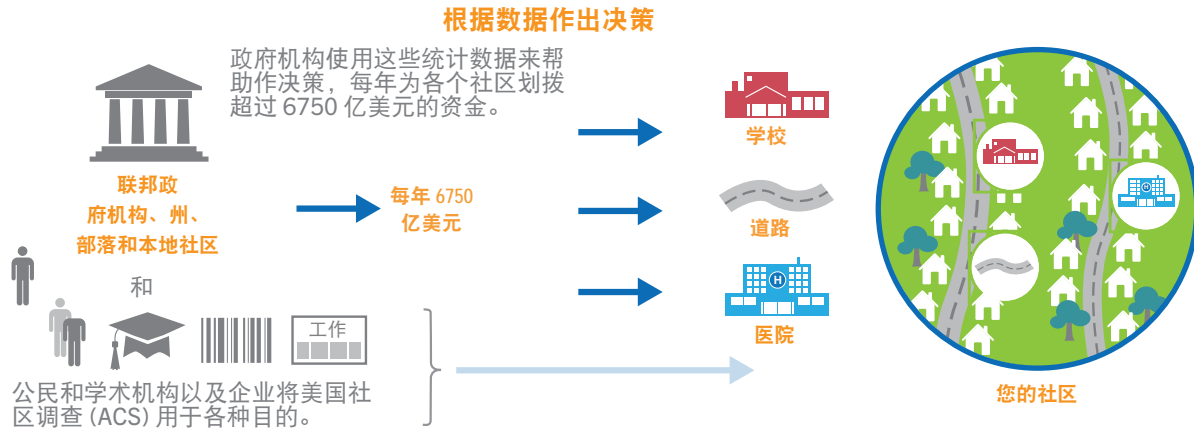 根据数据作出决策
政府机构使用这些统计数据来帮
助作决策，每年为各个社区划拨
超过 6750 亿美元的资金。
联邦政
府机构、州、
部落和本地社区
每年 6750
亿美元
学校
道路
H
医院
H
您的社区
和
工作
公民和学术机构以及企业将美国社
区调查 (ACS) 用于各种目的。